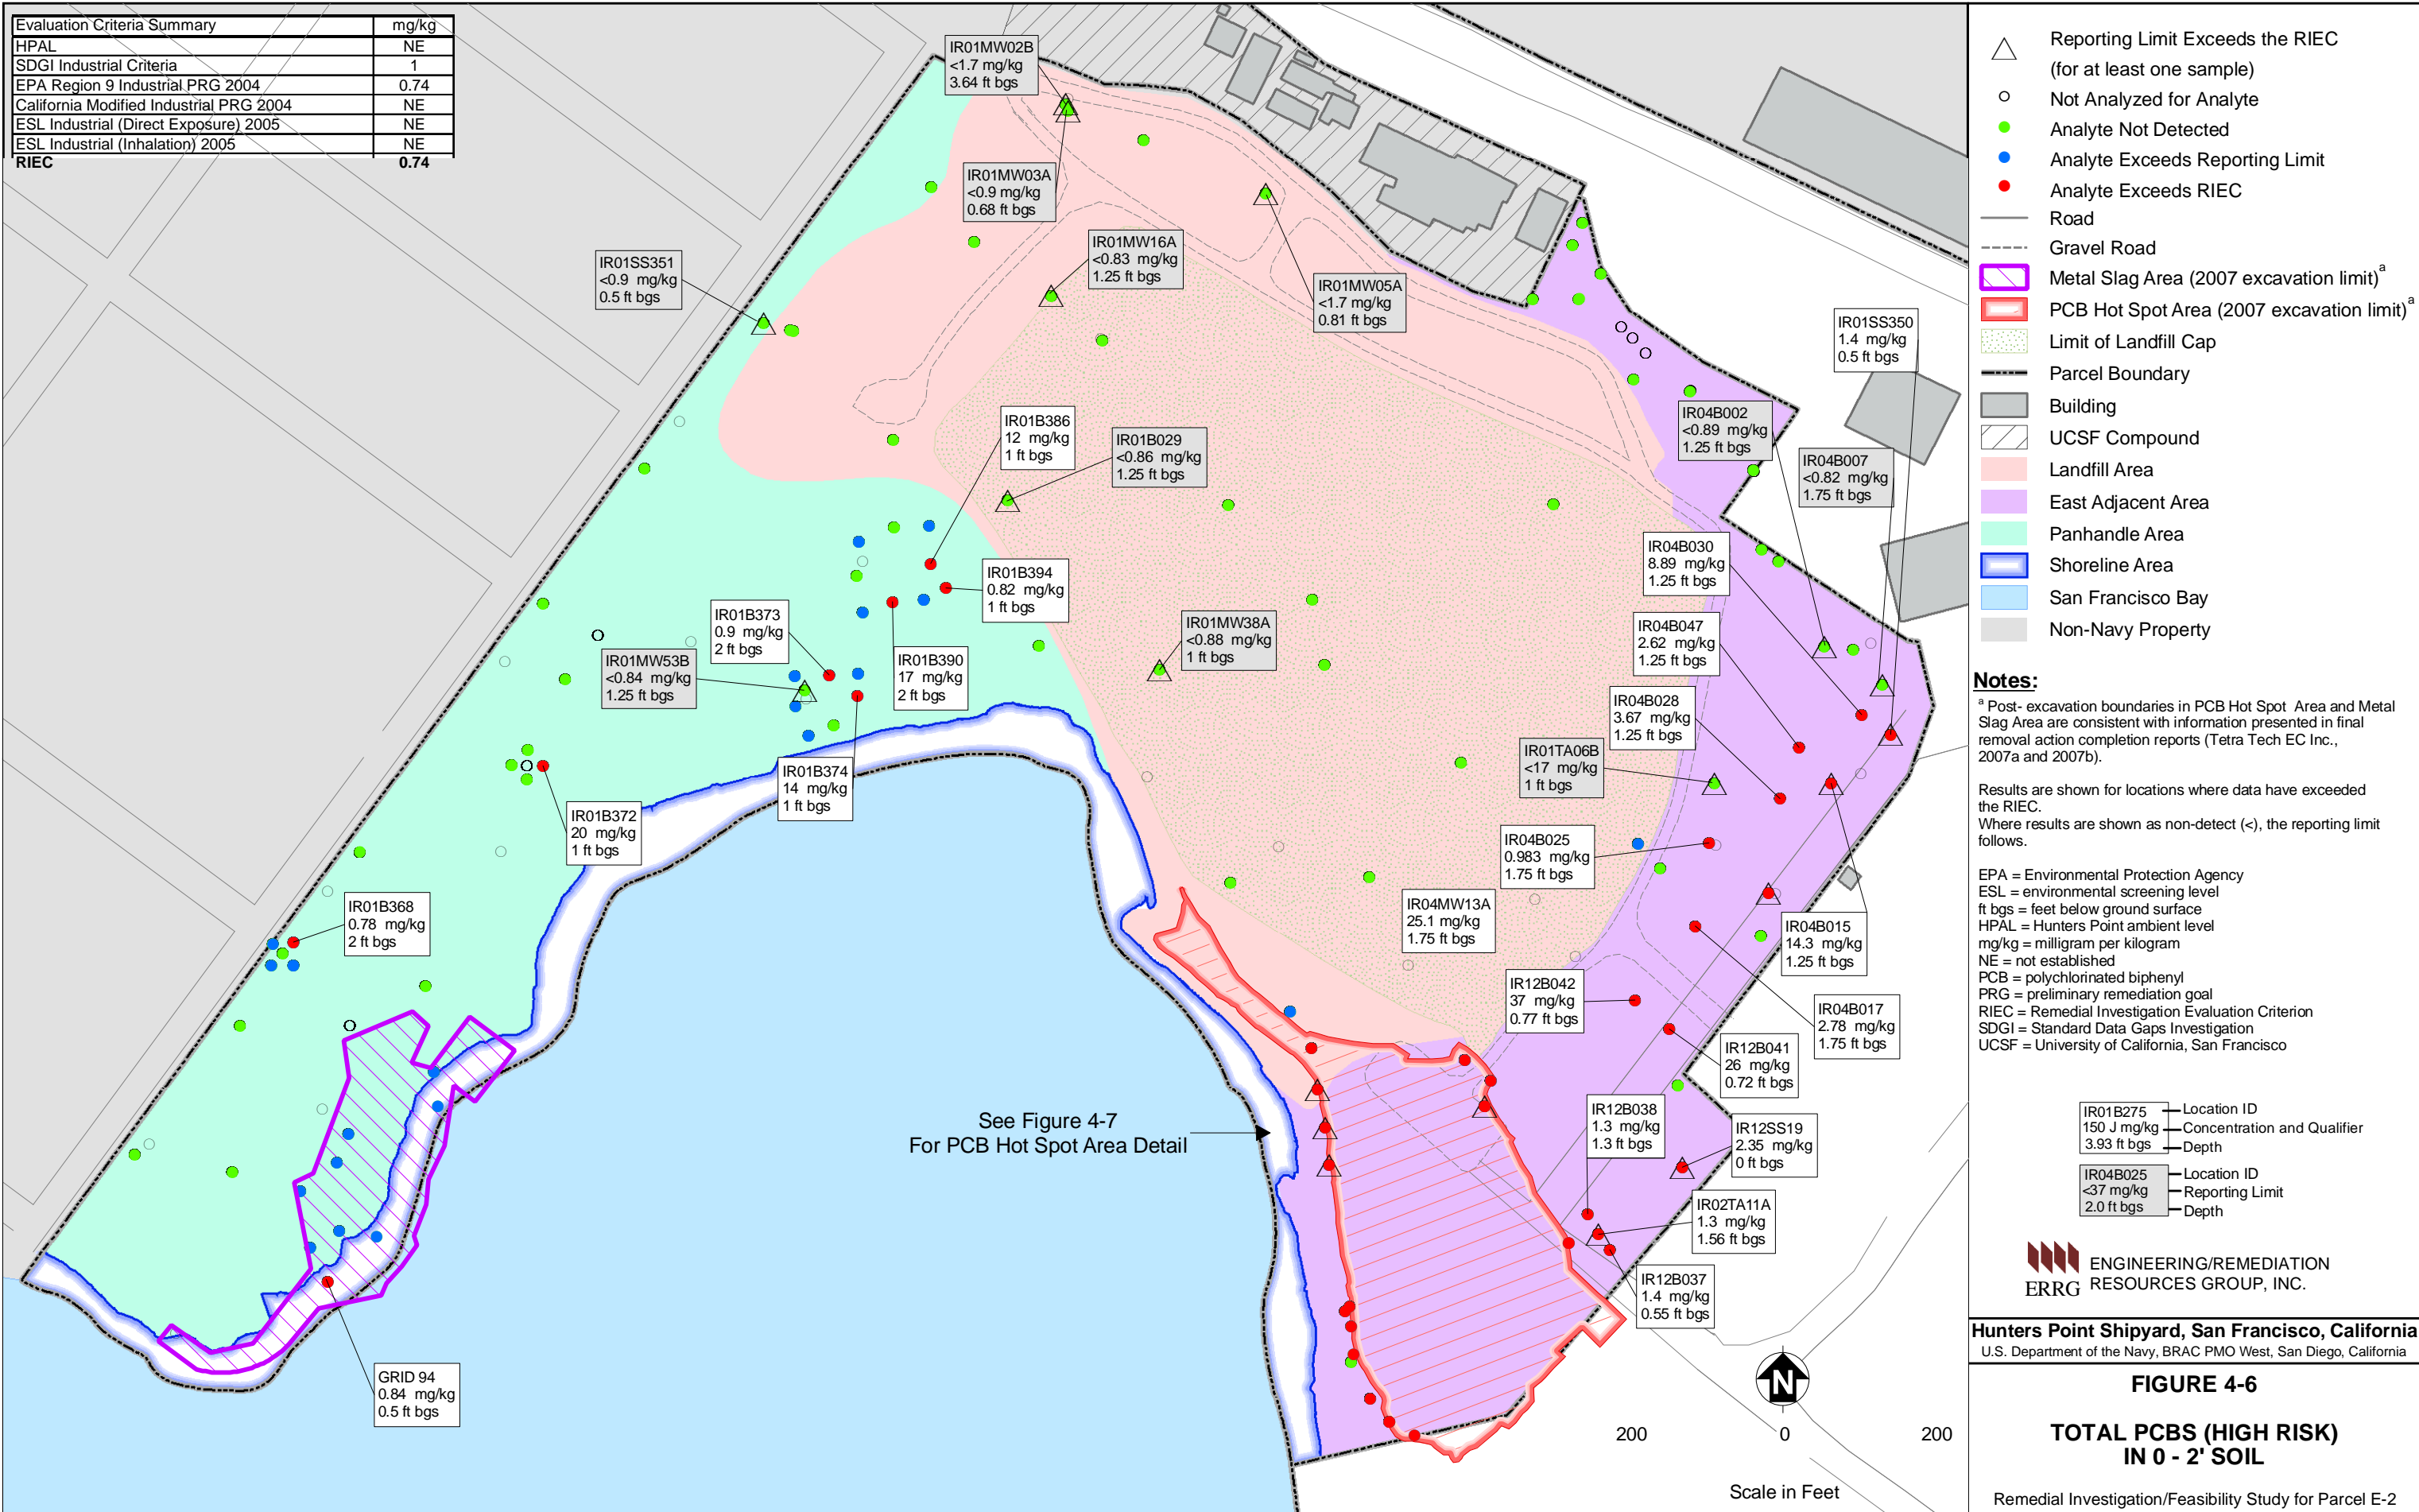 Evaluation Criteria Summary mg/kg
HPAL NE
SDGI Industrial Criteria 1
EPA Region 9 Industrial PRG 2004 0.74
California Modified Industrial PRG 2004 NE
ESL Industrial (Direct Exposure) 2005 NE
ESL Industrial (Inhalation) 2005 NE
RIEC 0.74
IR01MW02B
<1.7 mg/kg
3.64 ft bgs
IR01MW03A
<0.9 mg/kg
0.68 ft bgs
IR01MW16A
<0.83 mg/kg
1.25 ft bgs
IR01SS351
<0.9 mg/kg
0.5 ft bgs
IR01MW05A
<1.7 mg/kg
0.81 ft bgs
IR01SS350
1.4 mg/kg
0.5 ft bgs
IR01B386
12 mg/kg
1 ft bgs
IR01B029
<0.86 mg/kg
1.25 ft bgs
IR04B002
<0.89 mg/kg
1.25 ft bgs
IR04B007
<0.82 mg/kg
1.75 ft bgs
IR04B030
8.89 mg/kg
1.25 ft bgs
IR01B394
0.82 mg/kg
1 ft bgs
IR01B373
0.9 mg/kg
2 ft bgs
IR01MW38A
<0.88 mg/kg
1 ft bgs
IR04B047
2.62 mg/kg
1.25 ft bgs
IR01MW53B
<0.84 mg/kg
1.25 ft bgs
IR01B390
17 mg/kg
2 ft bgs
IR04B028
3.67 mg/kg
1.25 ft bgs
IR01TA06B
<17 mg/kg
1 ft bgs
IR01B374
14 mg/kg
1 ft bgs
IR01B372
20 mg/kg
1 ft bgs
IR04B025
0.983 mg/kg
1.75 ft bgs
IR01B368
0.78 mg/kg
2 ft bgs
IR04MW13A
25.1 mg/kg
1.75 ft bgs
IR04B015
14.3 mg/kg
1.25 ft bgs
IR12B042
37 mg/kg
0.77 ft bgs
IR04B017
2.78 mg/kg
1.75 ft bgs
IR12B041
26 mg/kg
0.72 ft bgs
IR12B038
1.3 mg/kg
1.3 ft bgs
IR12SS19
2.35 mg/kg
0 ft bgs
See Figure 4-7
For PCB Hot Spot Area Detail
IR02TA11A
1.3 mg/kg
1.56 ft bgs
IR12B037
1.4 mg/kg
0.55 ft bgs
GRID 94
0.84 mg/kg
0.5 ft bgs
N
200 0 200
Scale in Feet
Reporting Limit Exceeds the RIEC
(for at least one sample)
Not Analyzed for Analyte
Analyte Not Detected
Analyte Exceeds Reporting Limit
Analyte Exceeds RIEC
Road
Gravel Road
Metal Slag Area (2007 excavation limit)a
PCB Hot Spot Area (2007 excavation limit)a
Limit of Landfill Cap
Parcel Boundary
Building
UCSF Compound
Landfill Area
East Adjacent Area
Panhandle Area
Shoreline Area
San Francisco Bay
Non-Navy Property
Notes:
a Post- excavation boundaries in PCB Hot Spot Area and Metal
Slag Area are consistent with information presented in final
removal action completion reports (Tetra Tech EC Inc.,
2007a and 2007b).
Results are shown for locations where data have exceeded
the RIEC.
Where results are shown as non-detect (<), the reporting limit
follows.
EPA = Environmental Protection Agency
ESL = environmental screening level
ft bgs = feet below ground surface
HPAL = Hunters Point ambient level
mg/kg = milligram per kilogram
NE = not established
PCB = polychlorinated biphenyl
PRG = preliminary remediation goal
RIEC = Remedial Investigation Evaluation Criterion
SDGI = Standard Data Gaps Investigation
UCSF = University of California, San Francisco
IR01B275 Location ID
150 J mg/kg Concentration and Qualifier
3.93 ft bgs Depth
IR04B025 Location ID
<37 mg/kg Reporting Limit
2.0 ft bgs Depth
ERRG
ENGINEERING/REMEDIATION
RESOURCES GROUP, INC.
Hunters Point Shipyard, San Francisco, California
U.S. Department of the Navy, BRAC PMO West, San Diego, California
FIGURE 4-6
TOTAL PCBS (HIGH RISK)
IN 0 - 2' SOIL
Remedial Investigation/Feasibility Study for Parcel E-2